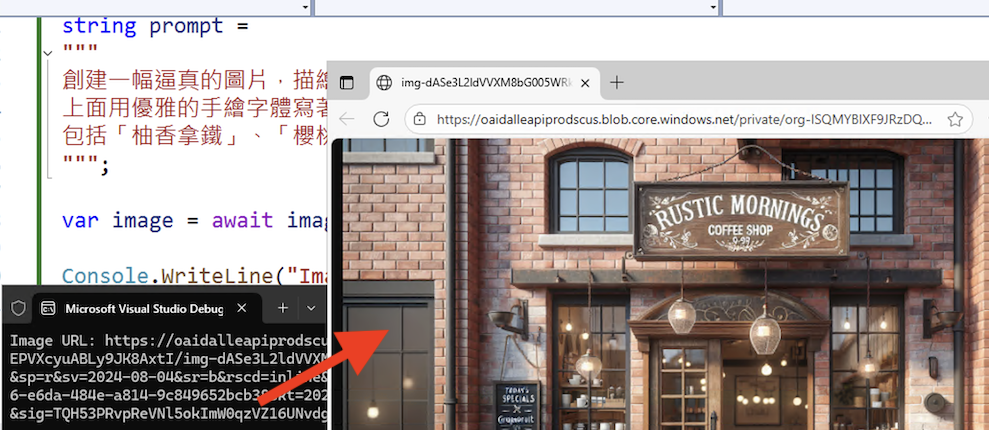 string prompt =
"""
創建一幅逼真的圖片，描繪
上面用優雅的手繪字體寫著
包括「柚香拿鐵」、「櫻桃
""";
var image = await imag
Console.WriteLine("Ima
Microsoft Visual Studio Debug
Image URL: https://oaidalleapiprodscu
EPVXcyuABLy9JK8AxtI/img-dASe3L2ldVVXM
&sp=r&sv=2024-08-04&sr=b&rscd=inline&
6-e6da-484e-a814-9c849652bcb3
=202
&sig=TQH53PRvpReVNl5okImW0qzVZ16UNvdg
img-dASe3L2ldVVXM8bG005WR
https://oaidalleapiprodscus.blob.core.windows.net/private/org-ISQMYBIXF9JRzDQ...
RUSTIC MORNINGS
COFFEE SHOP
TODAY'S
SPECIALS